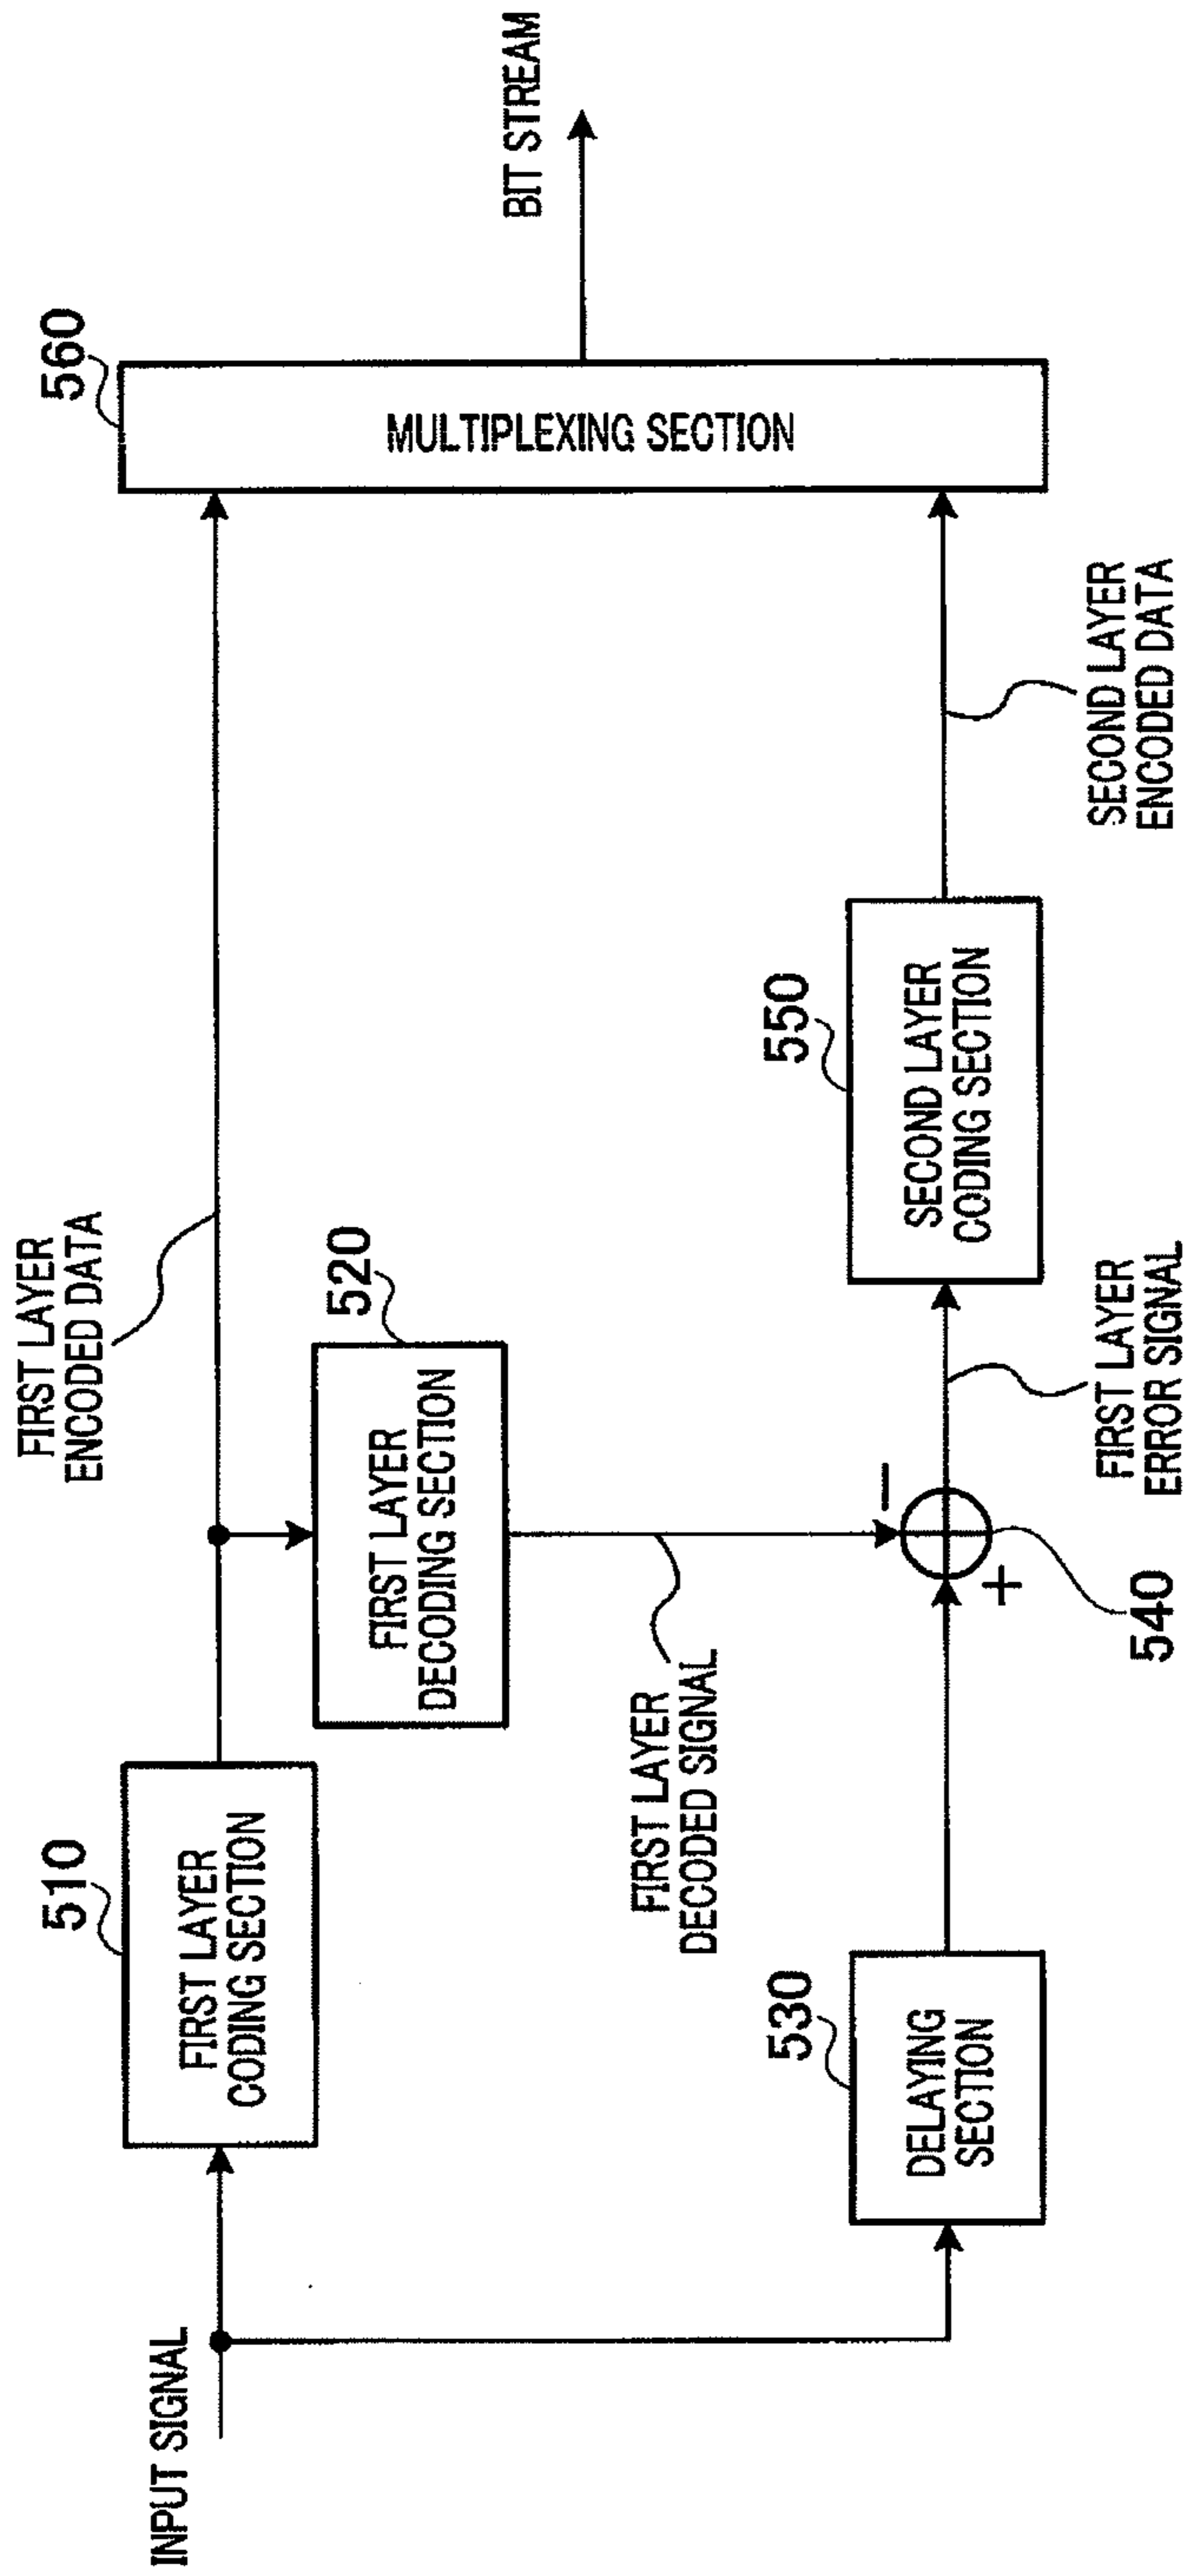 INPUT SIGNAL
510
FIRST LAYER
CODING SECTION
FIRST LAYER
ENCODED DATA
520
FIRST LAYER
DECODING SECTION
FIRST LAYER
DECODED SIGNAL
530
DELAYING
SECTION
-
+
540
FIRST LAYER
ERROR SIGNAL
550
SECOND LAYER
CODING SECTION
SECOND LAYER
ENCODED DATA
560
MULTIPLEXING SECTION
BIT STREAM